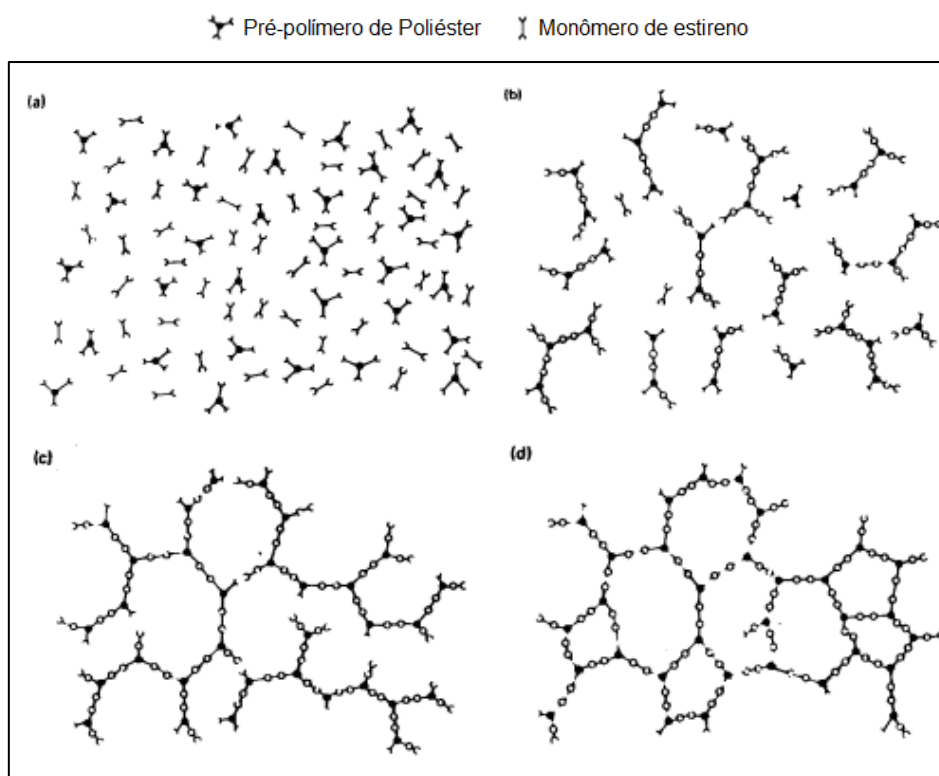 Pré-polímero de Poliéster Monômero de estireno
(a)
(b)
(c)
(d)